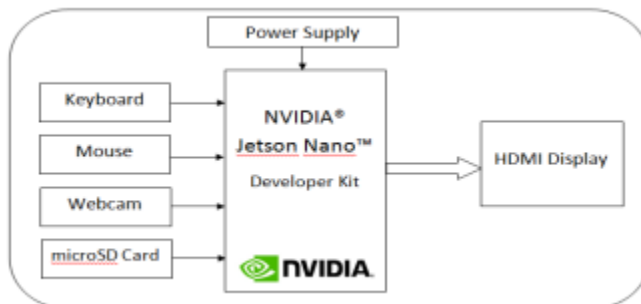 Power Supply
Keyboard
Mouse
Webcam
microSD Card
NVIDIA®
Jetson Nano™
Developer Kit
NVIDIA.
HDMI Display